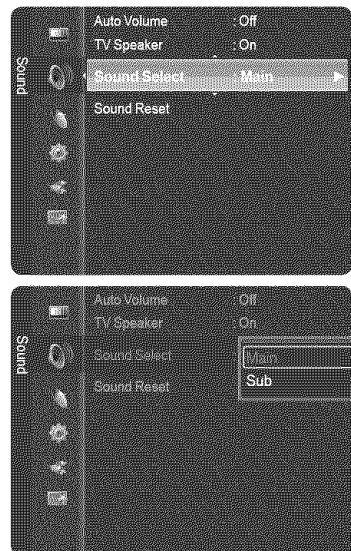 Sound
Auto Volume : Off
TV Speaker : On
Sound Select : Main
Sound Reset
Sound
Auto Volume : Off
TV Speaker : On
Sound Select
Main
Sub
Sound Reset